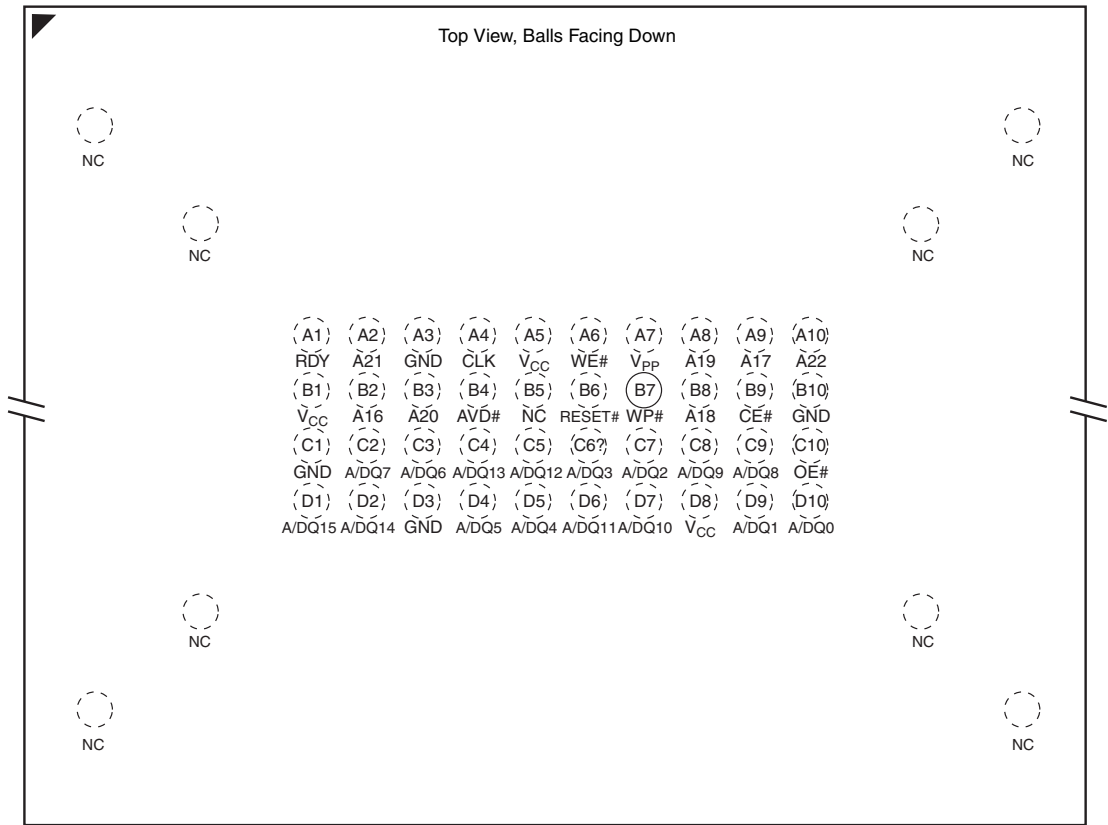 Top View, Balls Facing Down
NC NC
NC NC
A1 A2 A3 A4 A5 A6 A7 A8 A9 A10
RDY A21 GND CLK VCC WE# VPP A19 A17 A22
B1 B2 B3 B4 B5 B6 B7 B8 B9 B10
VCC A16 A20 AVD# NC RESET# WP# A18 CE# GND
C1 C2 C3 C4 C5 C6? C7 C8 C9 C10
GND A/DQ7 A/DQ6 A/DQ13 A/DQ12 A/DQ3 A/DQ2 A/DQ9 A/DQ8 OE#
D1 D2 D3 D4 D5 D6 D7 D8 D9 D10
A/DQ15 A/DQ14 GND A/DQ5 A/DQ4 A/DQ11 A/DQ10 VCC A/DQ1 A/DQ0
NC NC
NC NC